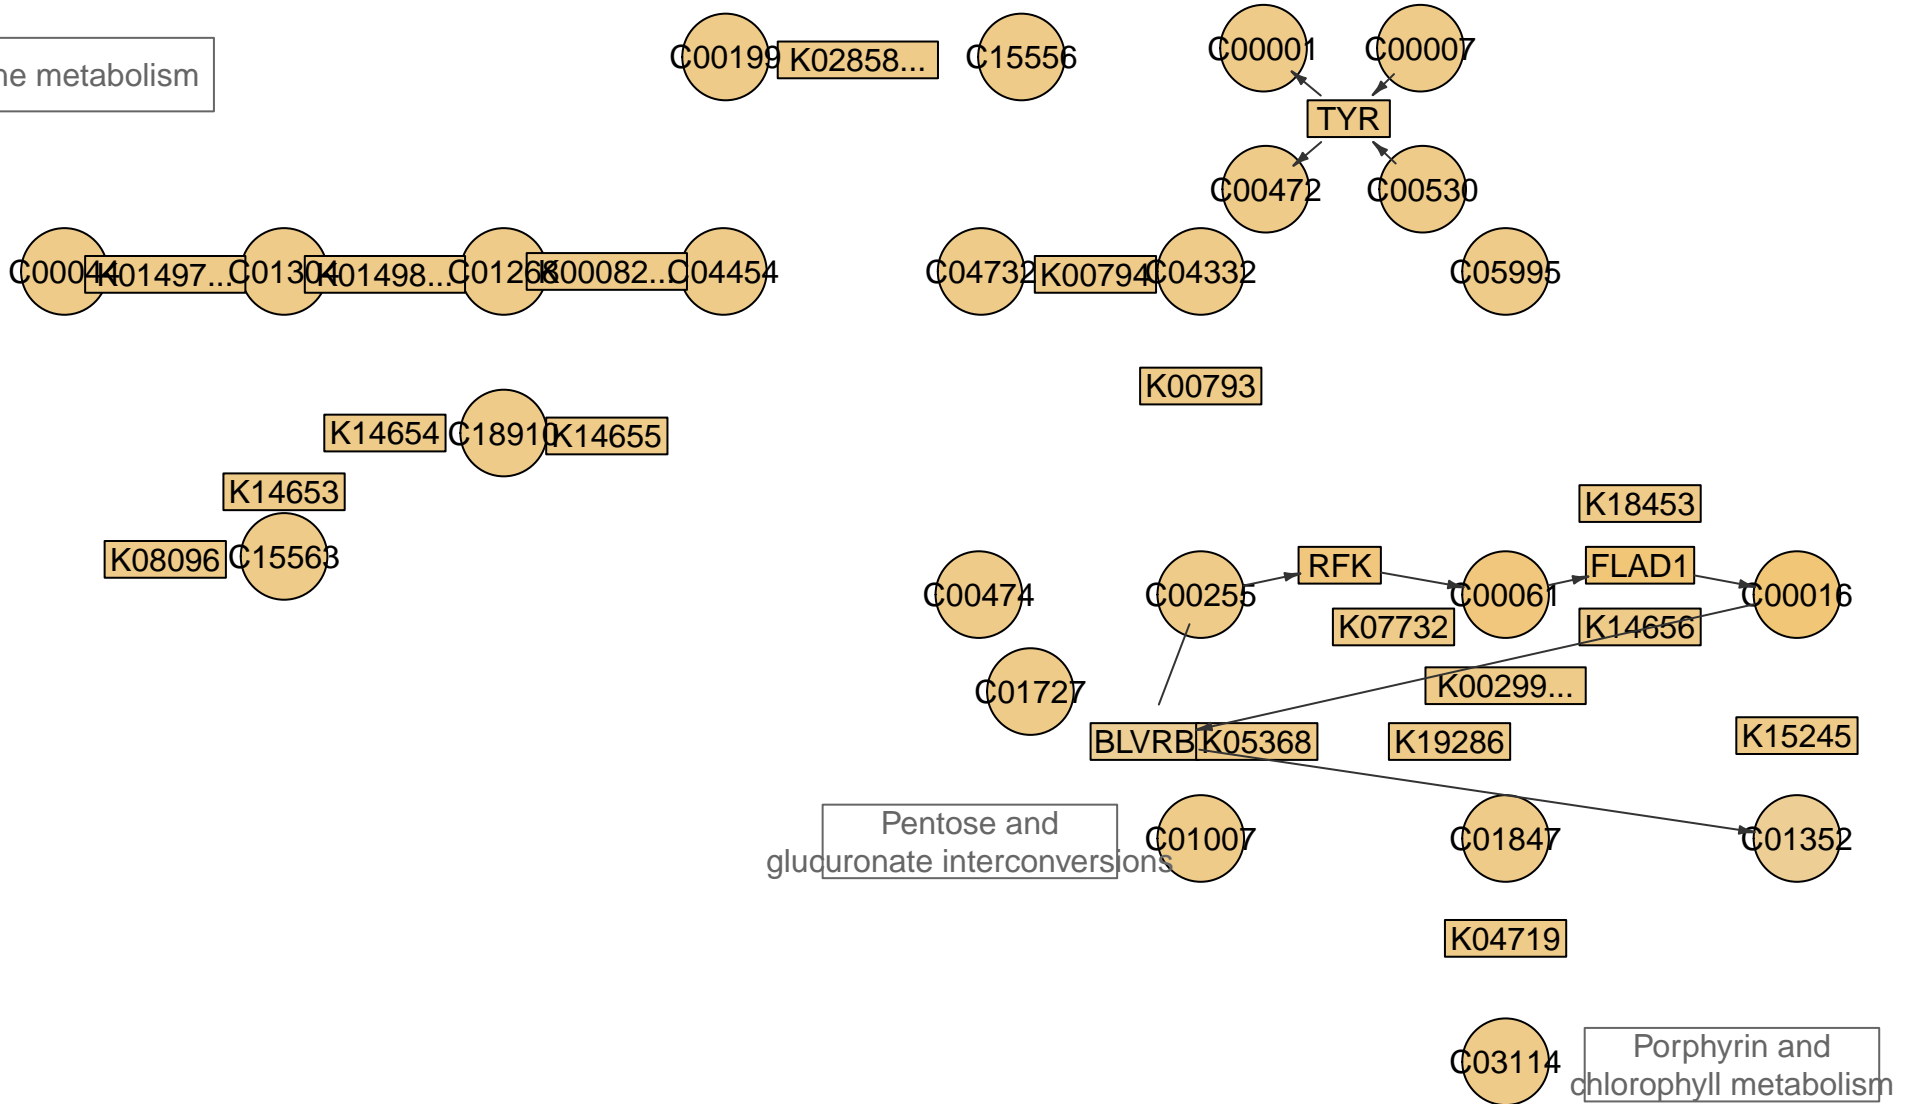 ne metabolism
C00199
K02858...
C15556
C00001
C00007
TYR
C00472
C00530
C00044
K01497...
C01304
K01498...
C01268
K00082...
C04454
C04732
K00794
C04332
C05995
K00793
K14654
C18910
K14655
K14653
K08096
C15563
K18453
C00474
C00255
RFK
C00061
FLAD1
C00016
K07732
K14656
C01727
K00299...
BLVRB
K05368
K19286
K15245
Pentose and
glucuronate interconversions
C01007
C01847
C01352
K04719
C03114
Porphyrin and
chlorophyll metabolism